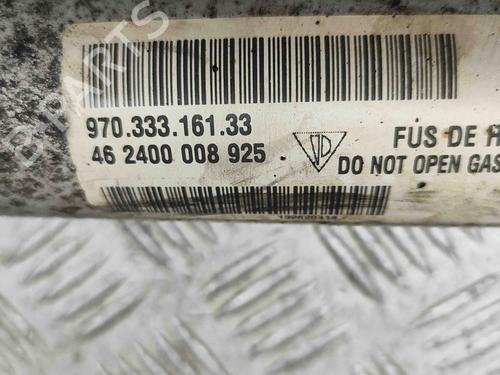 970.333.161.33
46 2400 008 925
FUS DE H
DO NOT OPEN GAS
B-PARTS